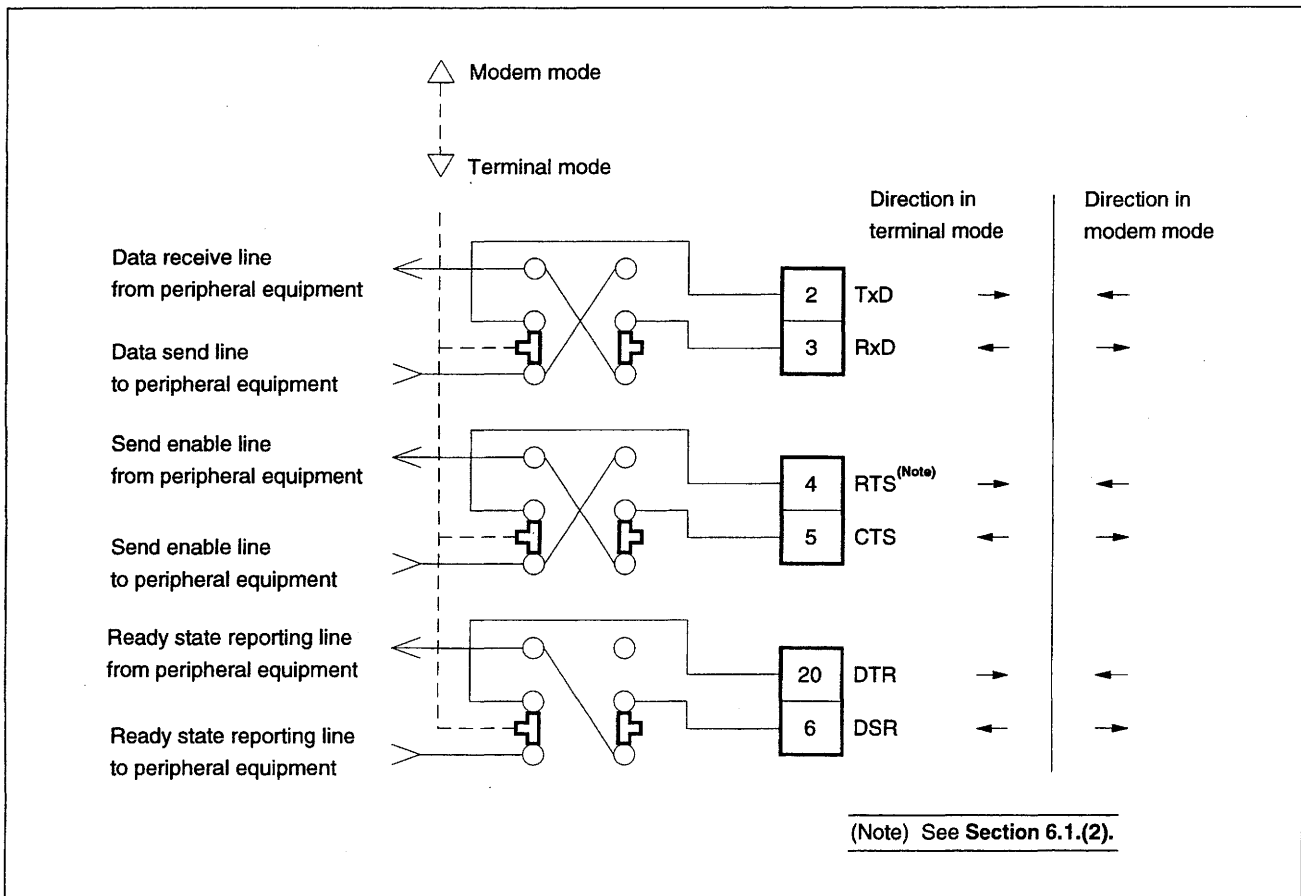 Modem mode
Terminal mode
Direction in
terminal mode
Direction in
modem mode
Data receive line
from peripheral equipment
2 TxD
3 RxD
Data send line
to peripheral equipment
Send enable line
from peripheral equipment
4 RTS(Note)
5 CTS
Send enable line
to peripheral equipment
Ready state reporting line
from peripheral equipment
20 DTR
6 DSR
Ready state reporting line
to peripheral equipment
(Note) See Section 6.1.(2).